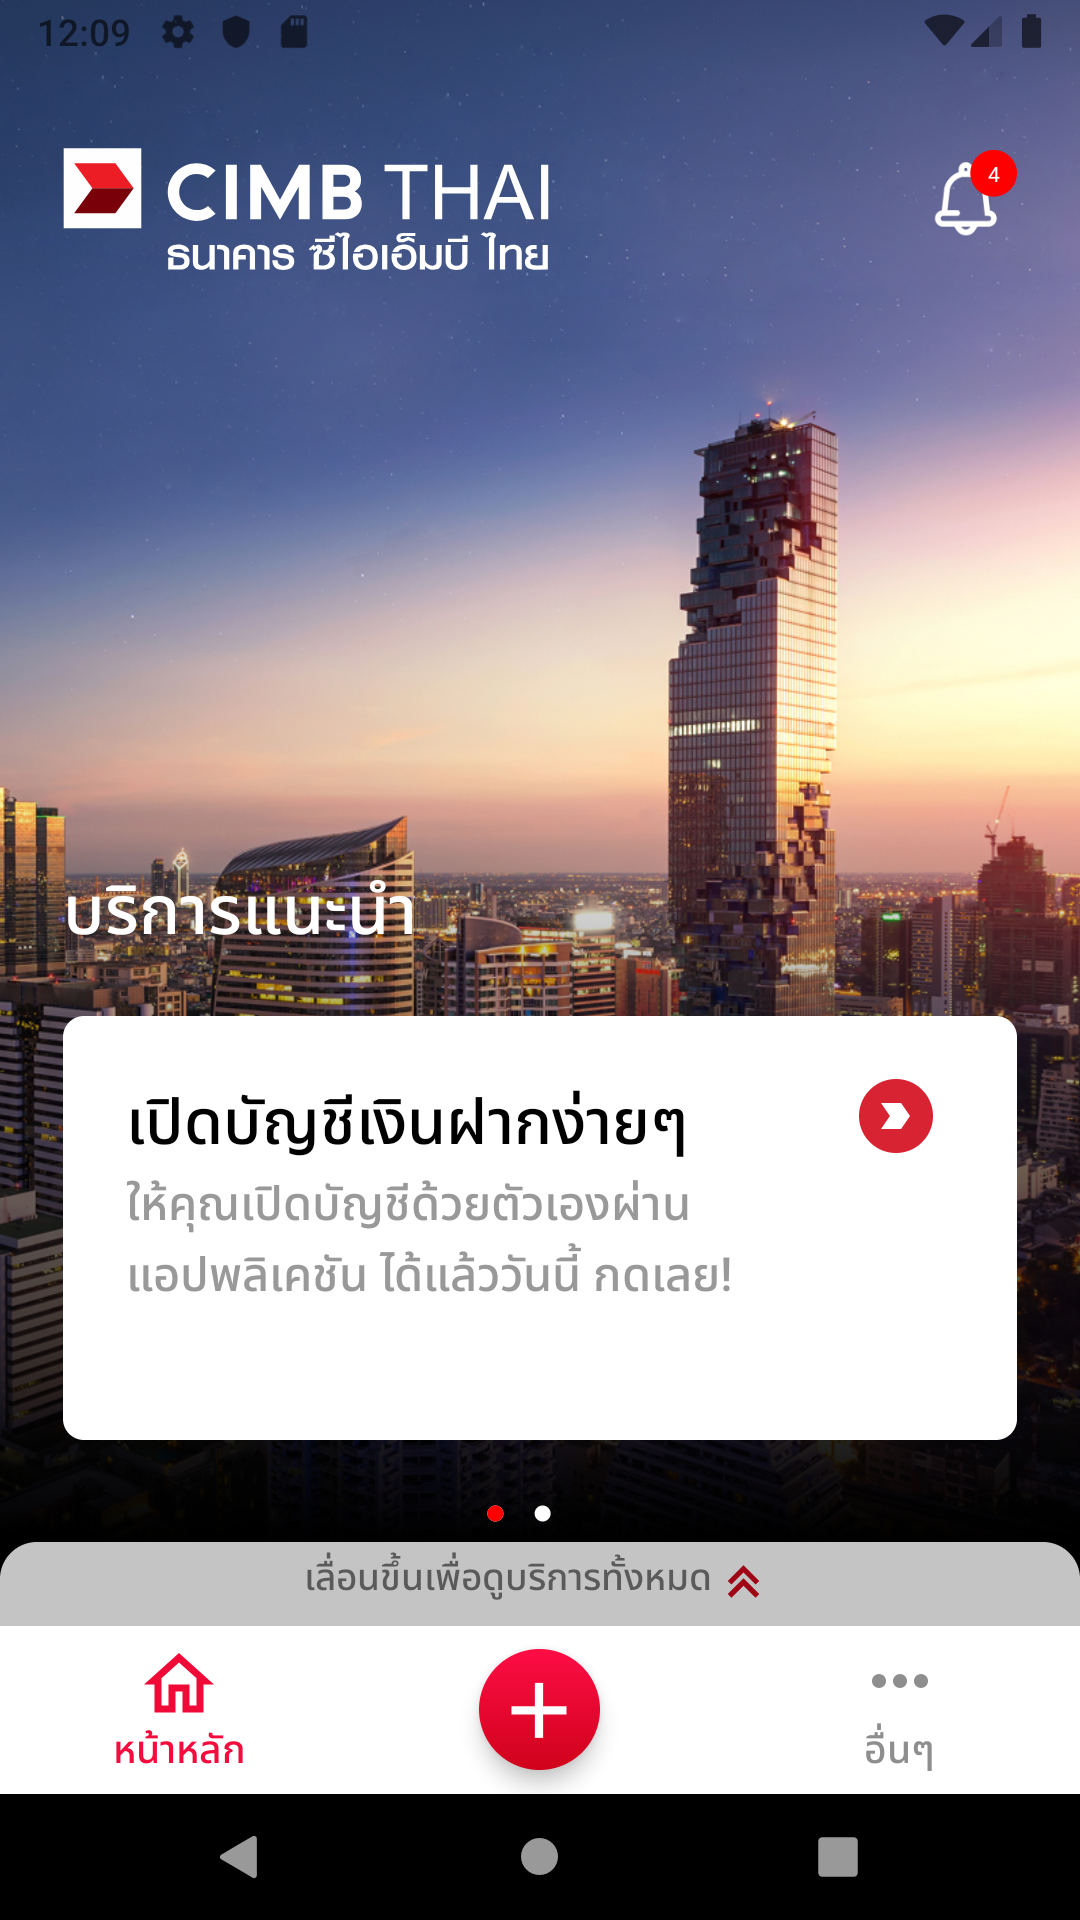 12:09
CIMB THAI
ธนาคาร ซีไอเอ็มบี ไทย
4
บริการแนะนำ
เปิดบัญชีเงินฝากง่ายๆ
ให้คุณเปิดบัญชีด้วยตัวเองผ่าน
แอปพลิเคชัน ได้แล้ววันนี้ กดเลย!
เลื่อนขึ้นเพื่อดูบริการทั้งหมด
หน้าหลัก
อื่นๆ